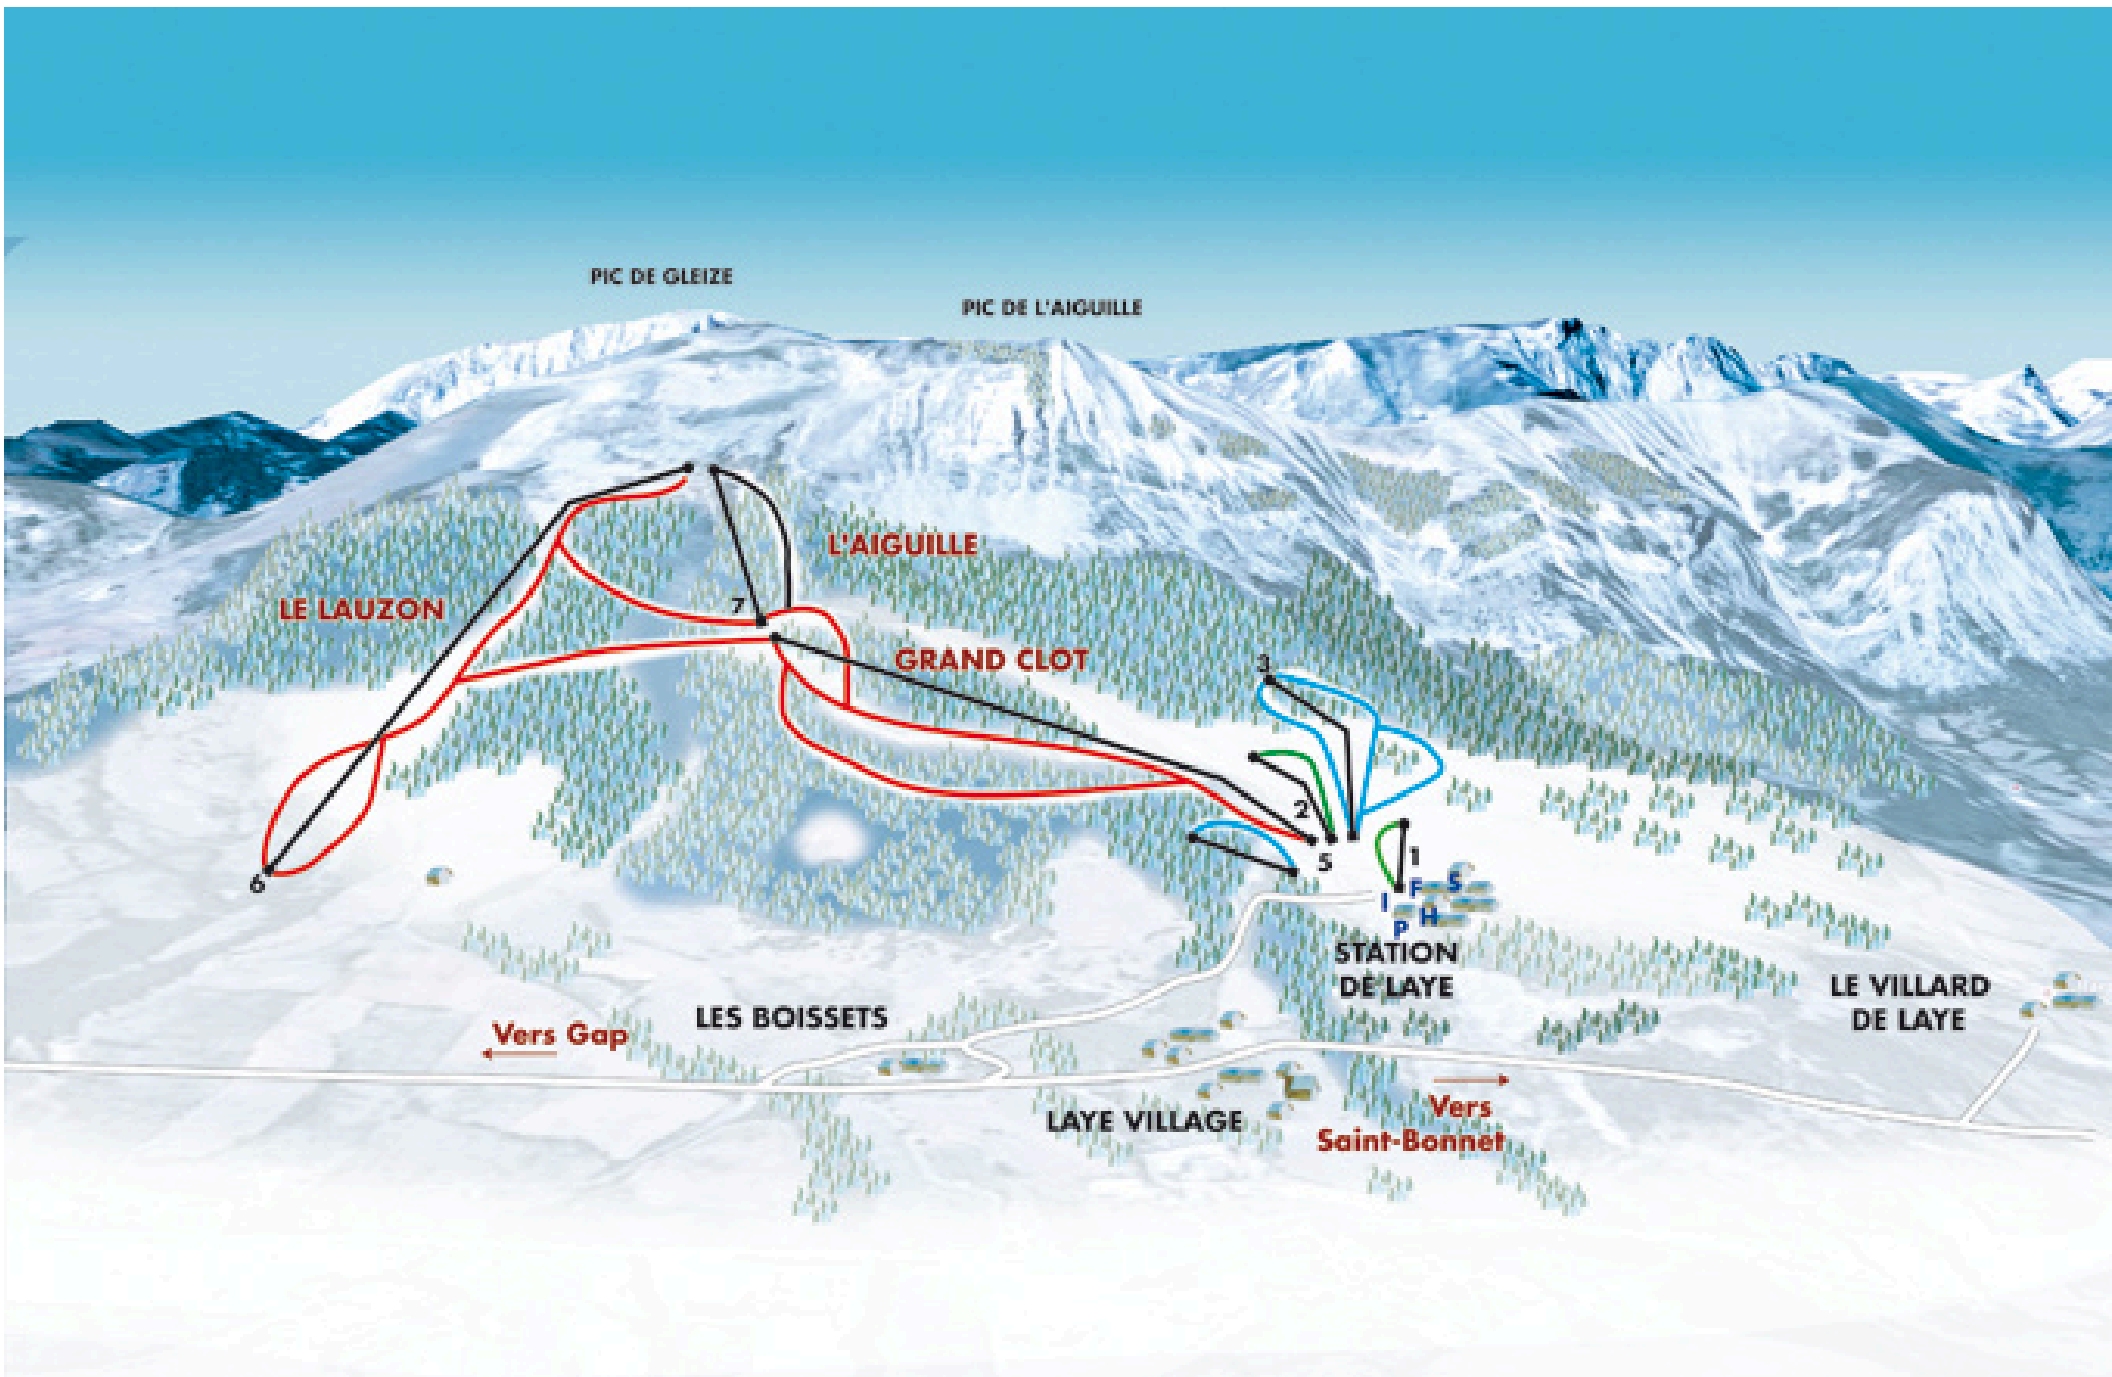 PIC DE GLEIZE
PIC DE L'AIGUILLE
L'AIGUILLE
LE LAUZON
7
GRAND CLOT
3
2
5
1
6
F
S
I
H
P
STATION
DE LAYE
LE VILLARD
DE LAYE
LES BOISSETS
Vers Gap
LAYE VILLAGE
Vers
Saint-Bonnet